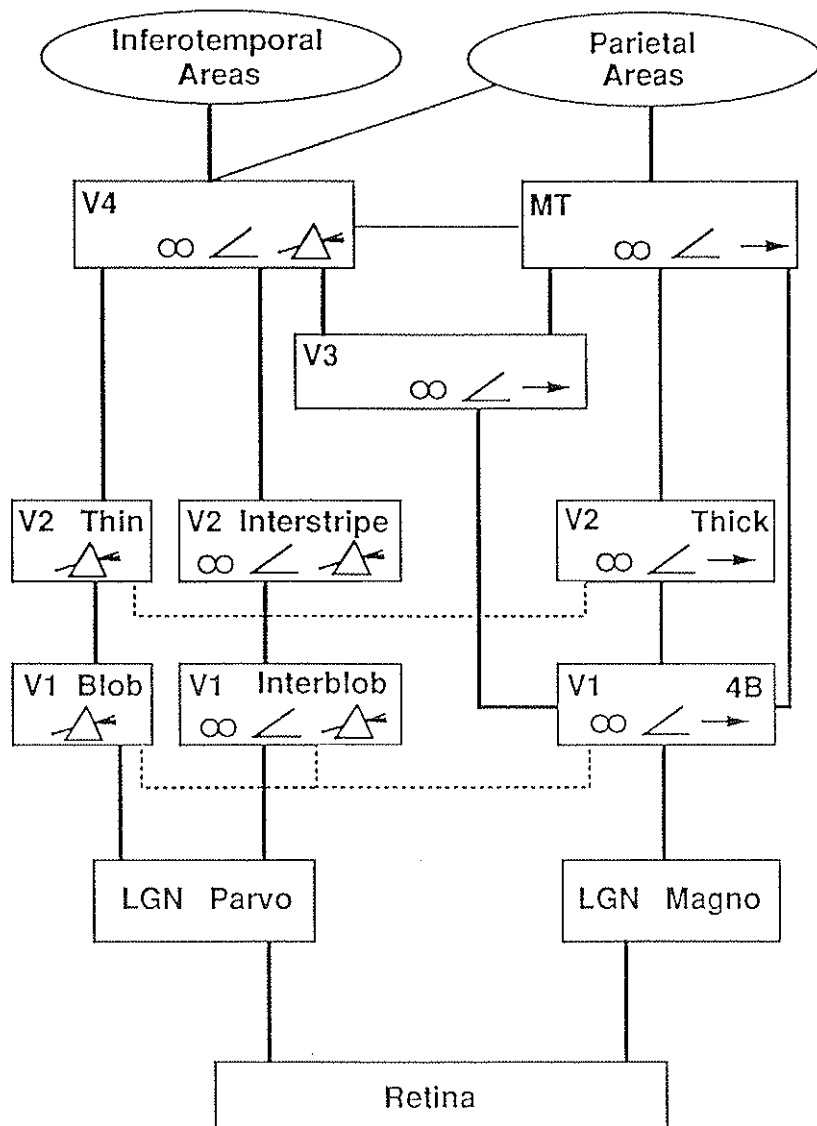 Inferotemporal
Areas
Parietal
Areas
V4
MT
V3
V2 Thin
V2 Interstripe
V2 Thick
V1 Blob
V1 Interblob
V1 4B
LGN Parvo
LGN Magno
Retina